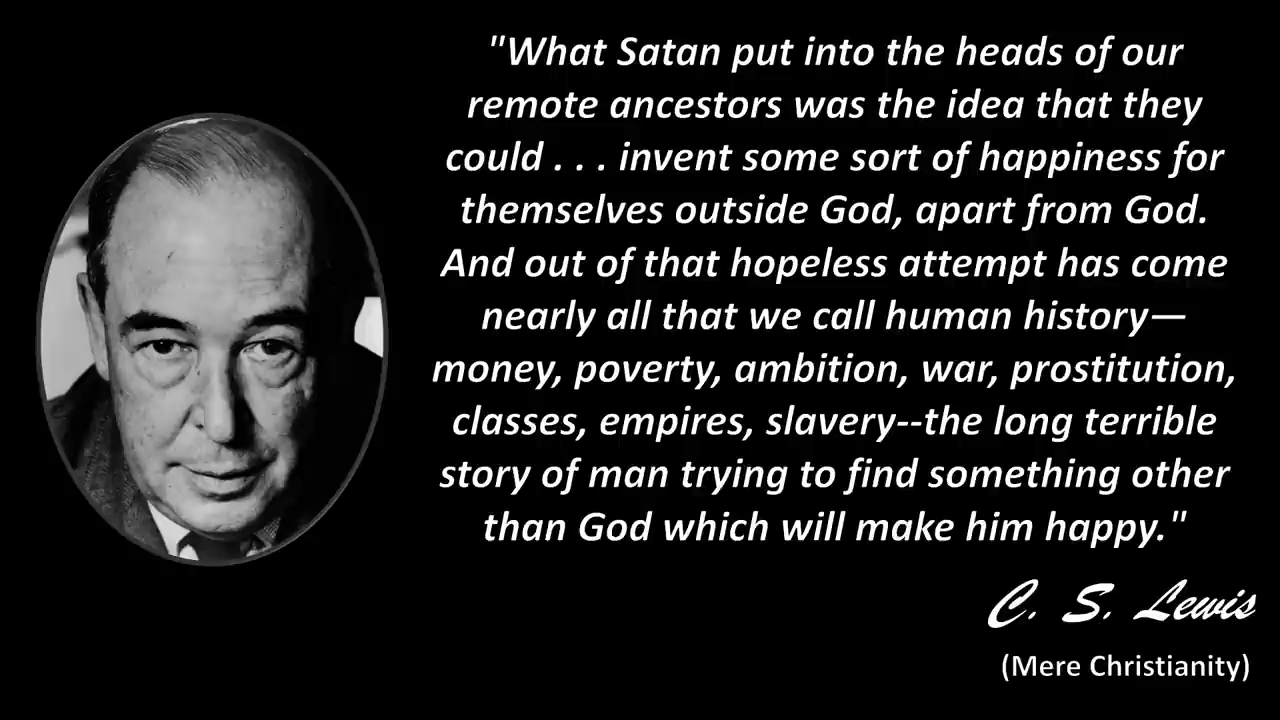 "What Satan put into the heads of our
remote ancestors was the idea that they
could . . . invent some sort of happiness for
themselves outside God, apart from God.
And out of that hopeless attempt has come
nearly all that we call human history—
money, poverty, ambition, war, prostitution,
classes, empires, slavery--the long terrible
story of man trying to find something other
than God which will make him happy."
C. S. Lewis
(Mere Christianity)